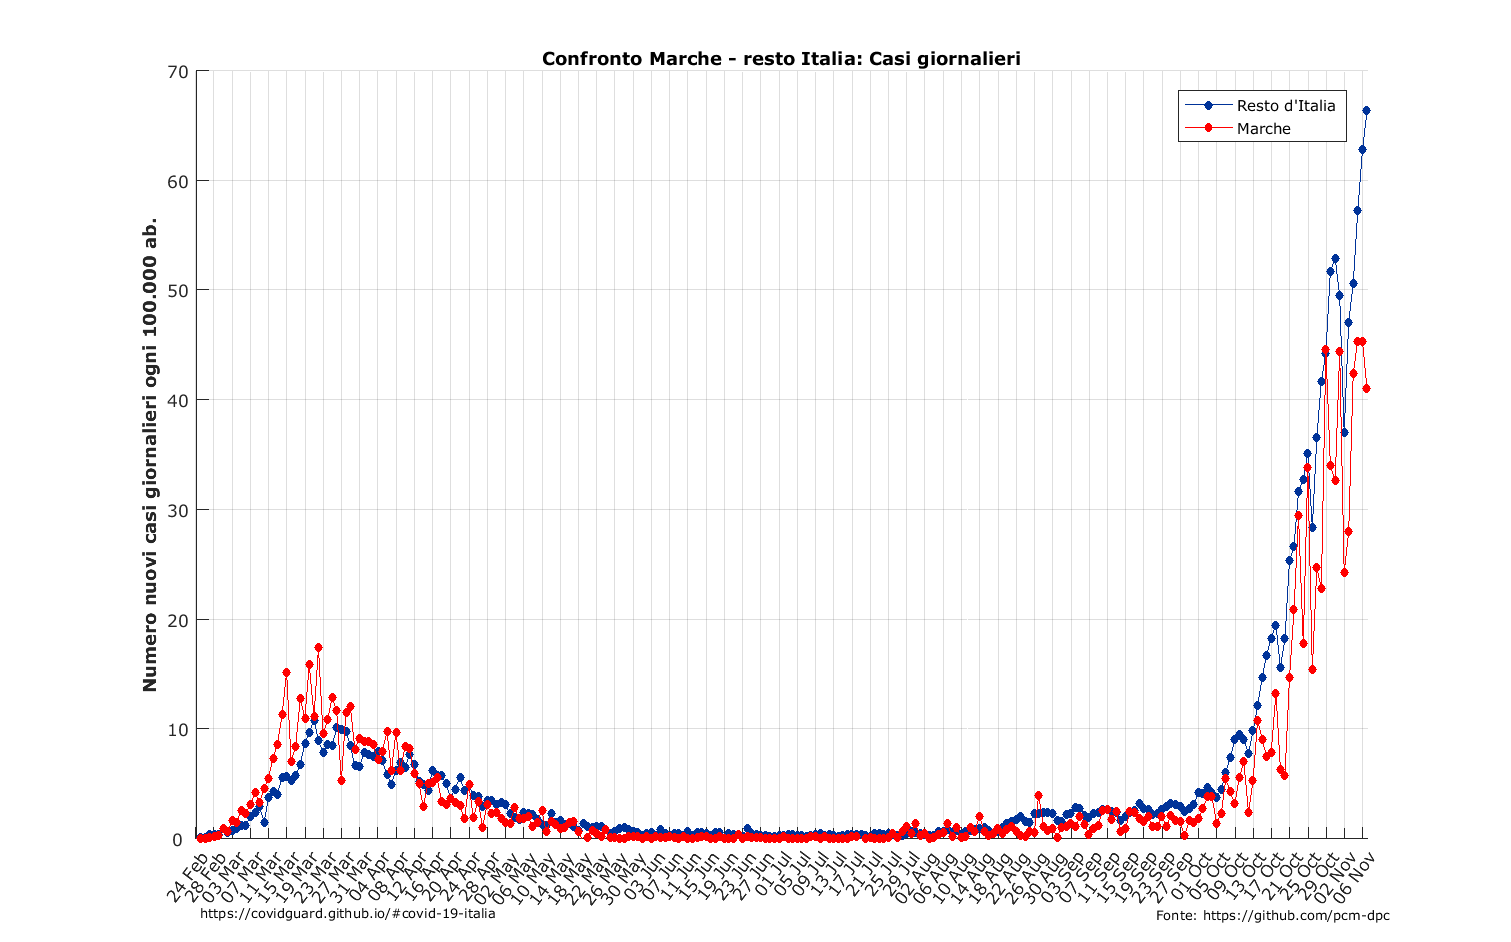 Confronto Marche - resto Italia: Casi giornalieri
Numero nuovi casi giornalieri ogni 100.000 ab.
70
60
50
40
30
20
10
0
Resto d'Italia
Marche
24 Feb
28 Feb
03 Mar
07 Mar
11 Mar
15 Mar
19 Mar
23 Mar
27 Mar
31 Mar
04 Apr
08 Apr
12 Apr
16 Apr
20 Apr
24 Apr
28 Apr
02 May
06 May
10 May
14 May
18 May
22 May
26 May
30 May
03 Jun
07 Jun
11 Jun
15 Jun
19 Jun
23 Jun
27 Jun
01 Jul
05 Jul
09 Jul
13 Jul
17 Jul
21 Jul
25 Jul
29 Jul
02 Aug
06 Aug
10 Aug
14 Aug
18 Aug
22 Aug
26 Aug
30 Aug
03 Sep
07 Sep
11 Sep
15 Sep
19 Sep
23 Sep
27 Sep
01 Oct
05 Oct
09 Oct
13 Oct
17 Oct
21 Oct
25 Oct
29 Oct
02 Nov
06 Nov
https://covidguard.github.io/#covid-19-italia
Fonte: https://github.com/pcm-dpc